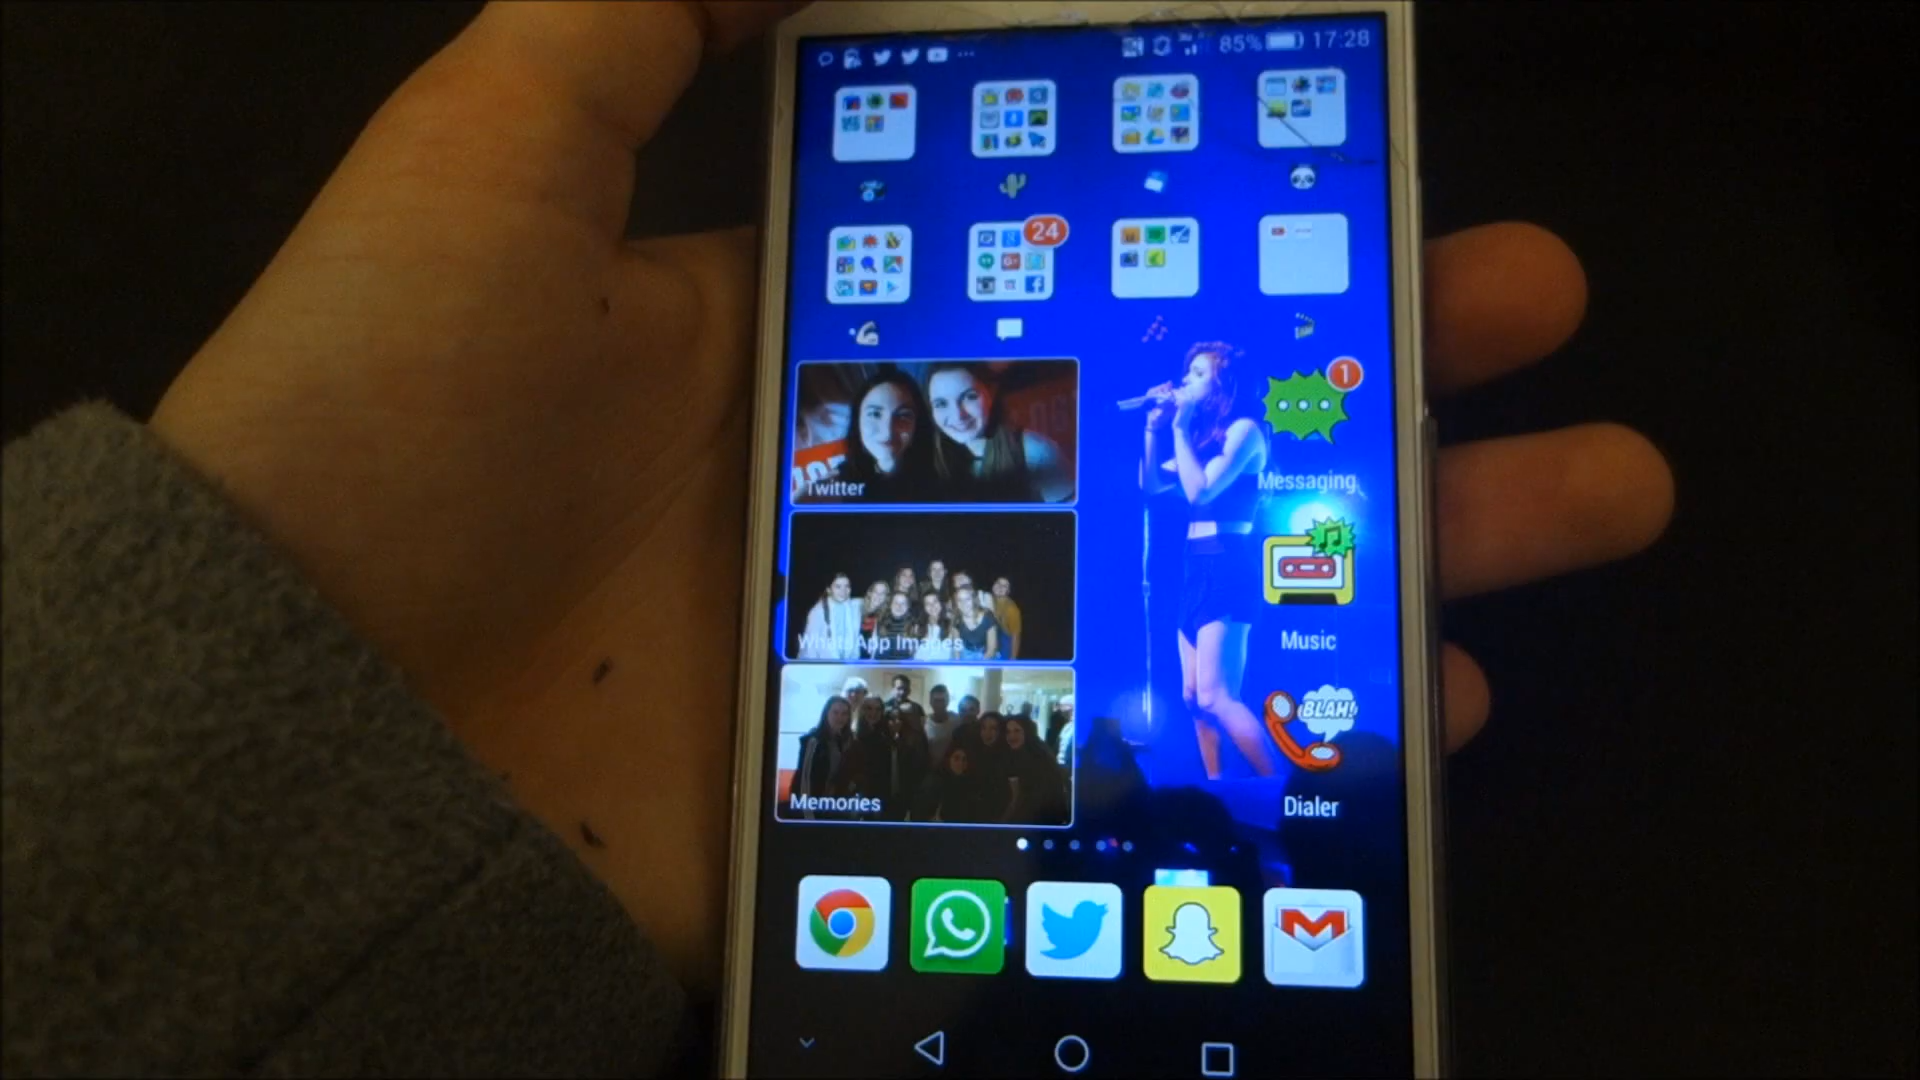 85% 17:28
24
1
Twitter
Messaging
WhatsApp Images
Music
BLAH!
Memories
Dialer